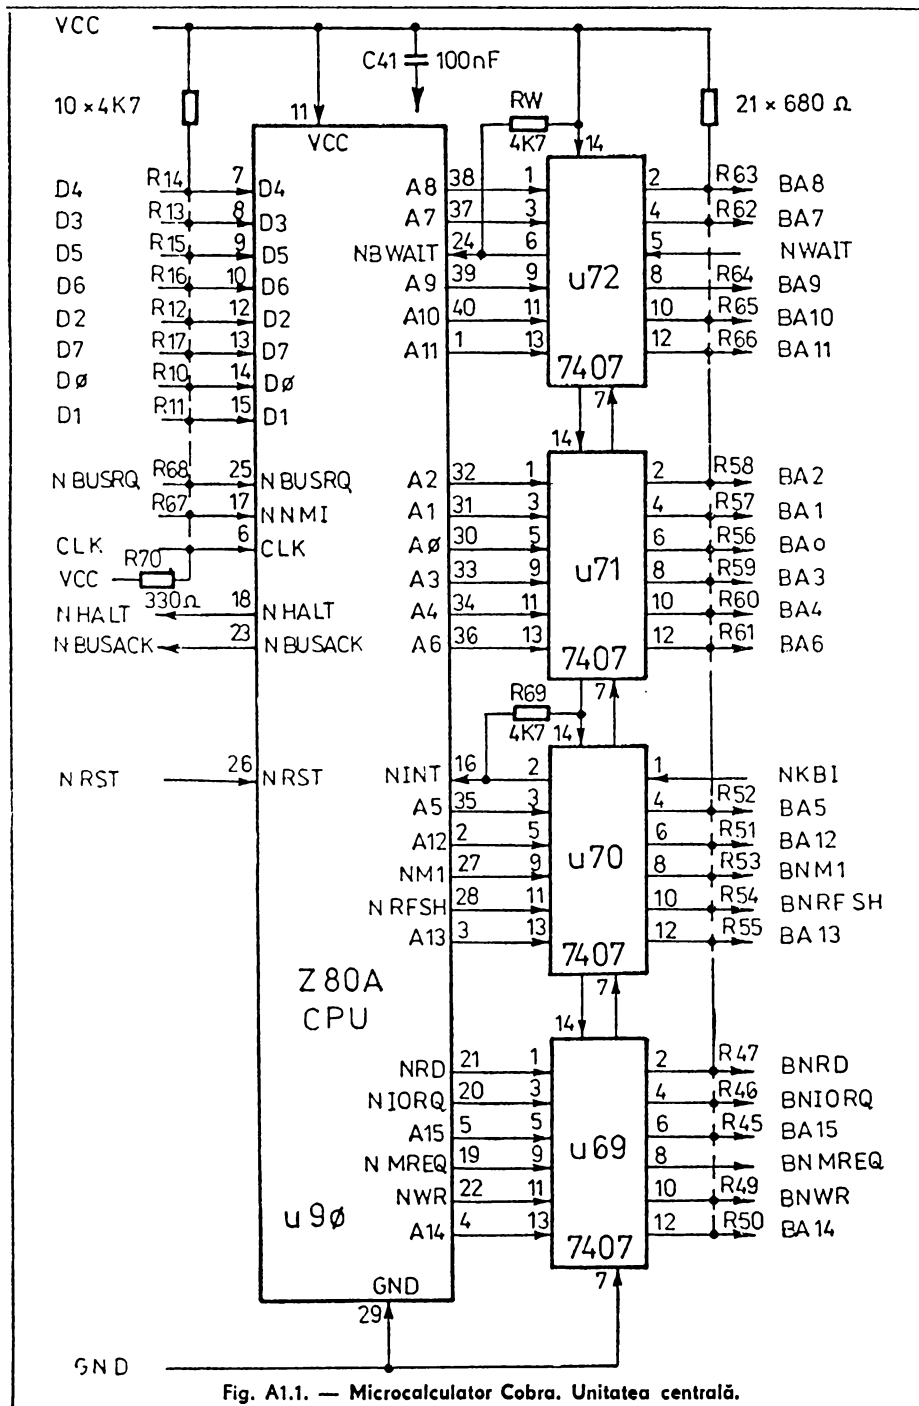 VCC
C41 100nF
10 × 4K7
RW
4K7
21 × 680 Ω
11
VCC
14
D4 R14 7 D4 A8 38 1 2 R63 BA8
D3 R13 8 D3 A7 37 3 4 R62 BA7
D5 R15 9 D5 NBWAIT 24 6 5 NWAIT
D6 R16 10 D6 A9 39 9 u72 8 R64 BA9
D2 R12 12 D2 A10 40 11 10 R65 BA10
D7 R17 13 D7 A11 1 13 12 R66 BA11
7407
DØ R10 14 DØ 7
D1 R11 15 D1
14
NBUSRQ R68 25 NBUSRQ A2 32 1 2 R58 BA2
R67 17 NNMI A1 31 3 4 R57 BA1
CLK 6 CLK AØ 30 5 6 R56 BAo
VCC R70 A3 33 9 u71 8 R59 BA3
330Ω
NHALT 18 NHALT A4 34 11 10 R60 BA4
NBUSACK 23 NBUSACK A6 36 13 12 R61 BA6
7407
7
R69
4K7 14
NRST 26 NRST NINT 16 2 1 NKBI
A5 35 3 4 R52 BA5
A12 2 5 6 R51 BA12
NM1 27 9 u70 8 R53 BNM1
NRFSH 28 11 10 R54 BNRFSH
A13 3 13 12 R55 BA13
7407
7
Z80A
CPU
14
NRD 21 1 2 R47 BNRD
NIORQ 20 3 4 R46 BNIORQ
A15 5 5 6 R45 BA15
NMREQ 19 9 u69 8 BNMREQ
NWR 22 11 10 R49 BNWR
u9Ø A14 4 13 12 R50 BA14
7407
7
GND
29
GND
Fig. A1.1. — Microcalculator Cobra. Unitatea centrală.